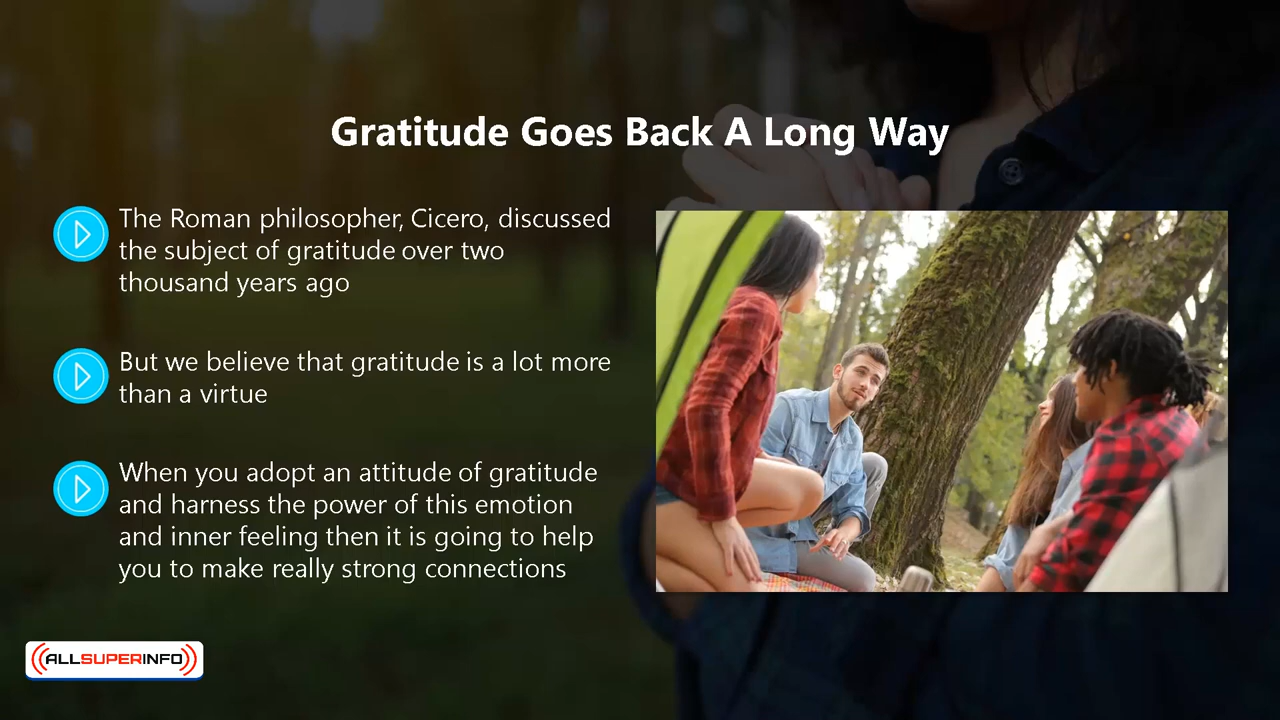 Gratitude Goes Back A Long Way
The Roman philosopher, Cicero, discussed
the subject of gratitude over two
thousand years ago
But we believe that gratitude is a lot more
than a virtue
When you adopt an attitude of gratitude
and harness the power of this emotion
and inner feeling then it is going to help
you to make really strong connections
ALLSUPERINFO